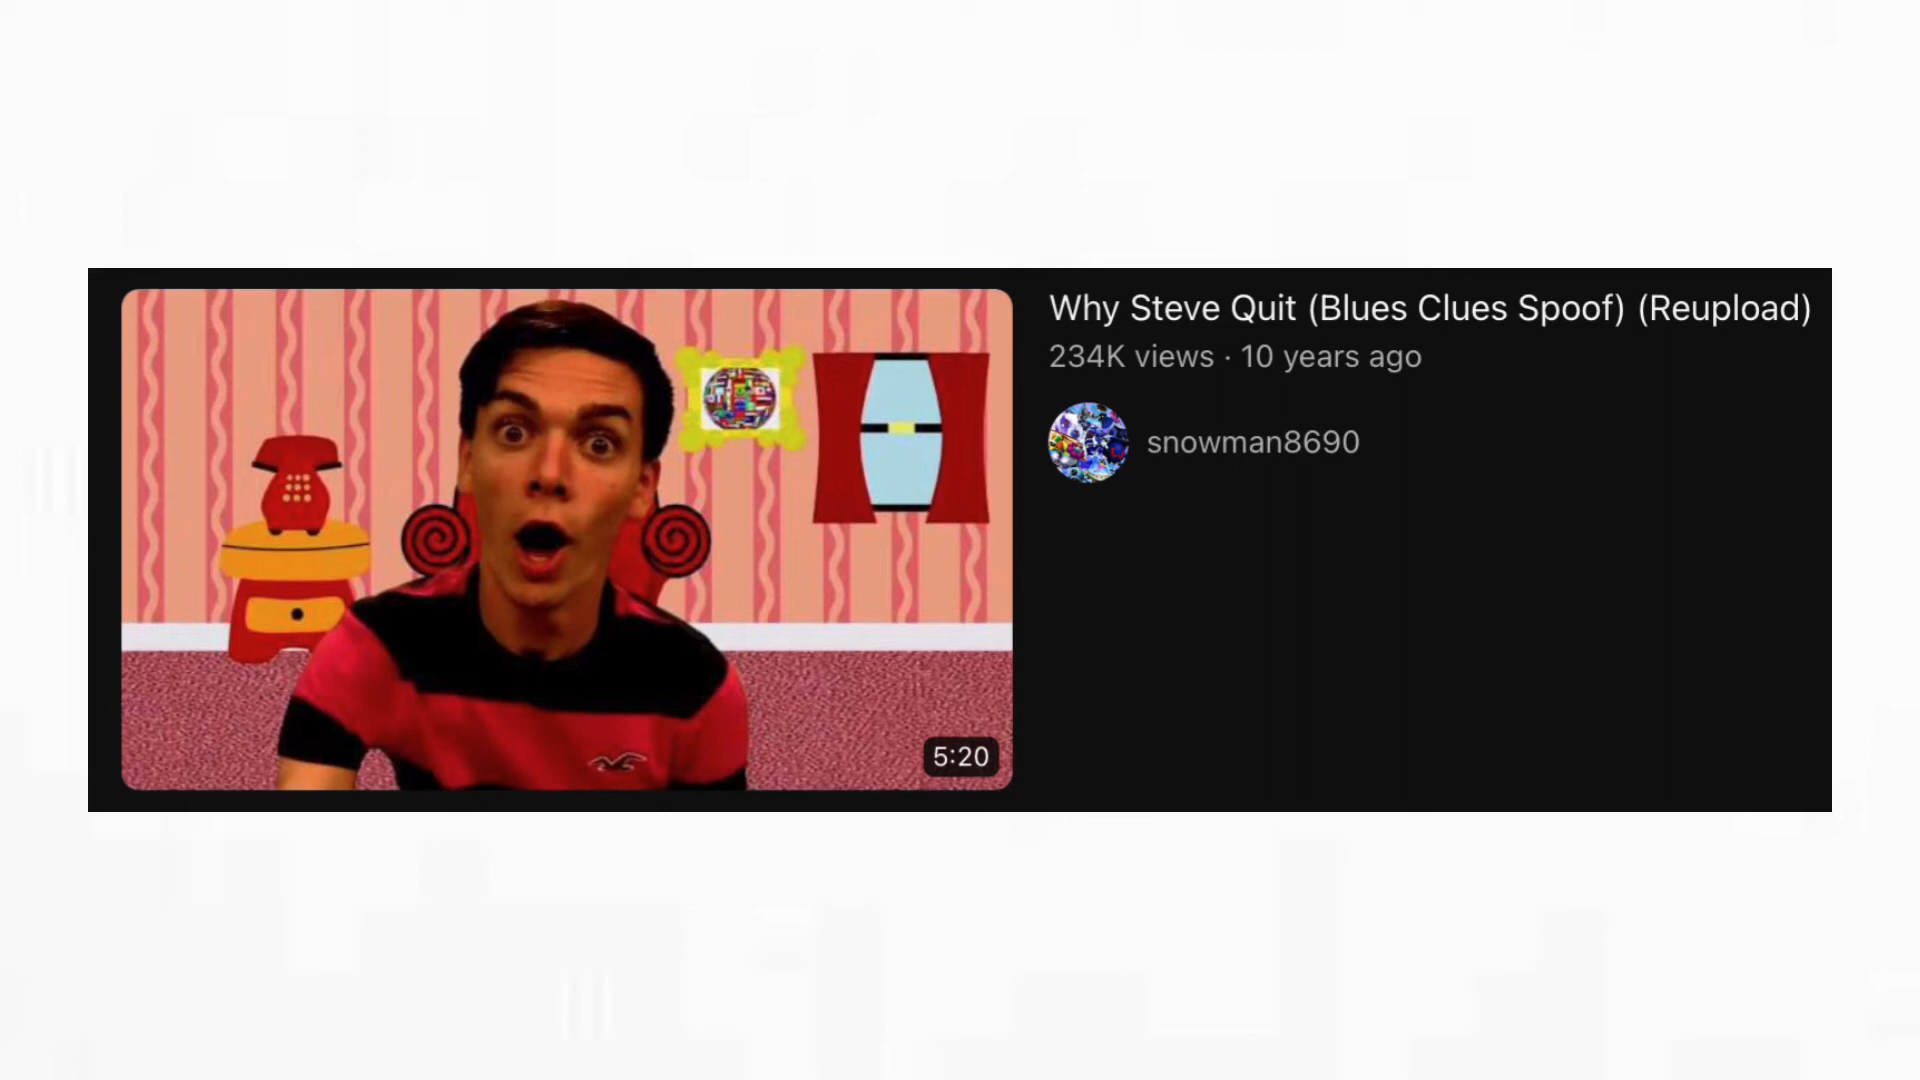 Why Steve Quit (Blues Clues Spoof) (Reupload)
234K views · 10 years ago
snowman8690
5:20